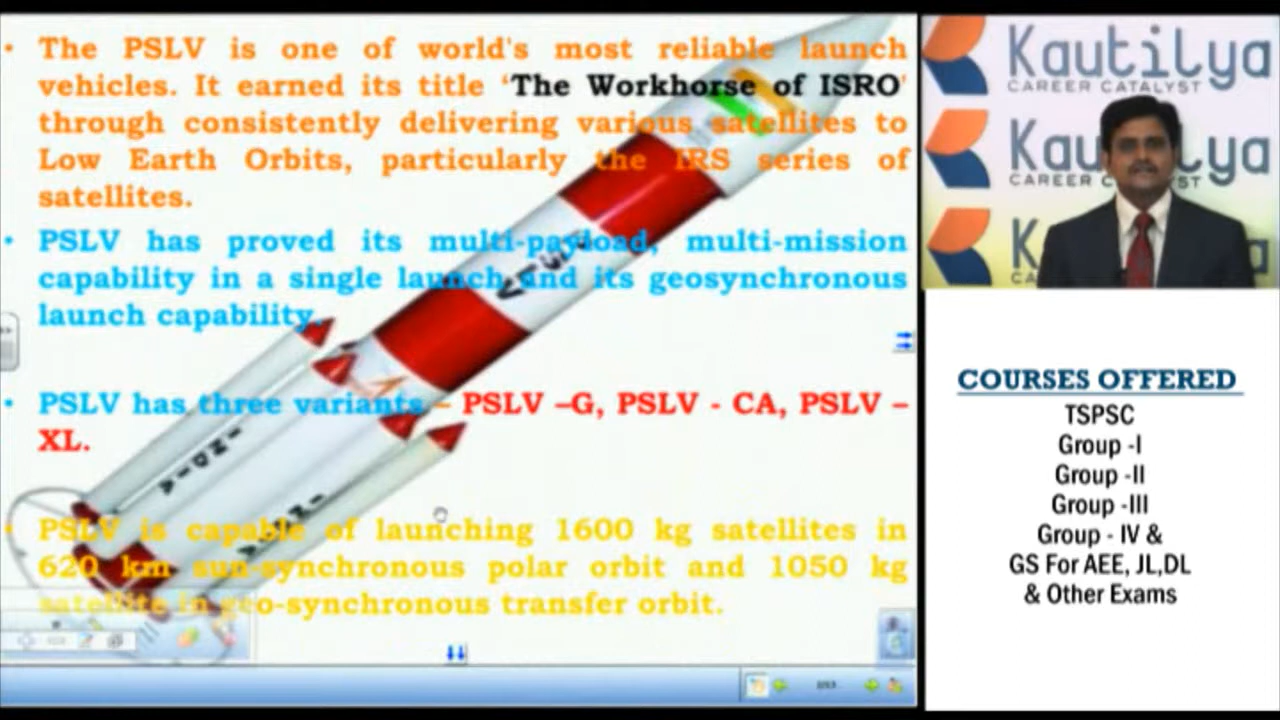 • The PSLV is one of world's most reliable launch
vehicles. It earned its title ‘The Workhorse of ISRO’
through consistently delivering various satellites to
Low Earth Orbits, particularly the IRS series of
satellites.
• PSLV has proved its multi-payload, multi-mission
capability in a single launch and its geosynchronous
launch capability.
• PSLV has three variants – PSLV –G, PSLV - CA, PSLV –
XL.
• PSLV is capable of launching 1600 kg satellites in
620 km sun-synchronous polar orbit and 1050 kg
satellite in geo-synchronous transfer orbit.
INDIA
Kautilya
CAREER CATALYST
Kautilya
CAREER CATALYST
COURSES OFFERED
TSPSC
Group -I
Group -II
Group -III
Group - IV &
GS For AEE, JL,DL
& Other Exams